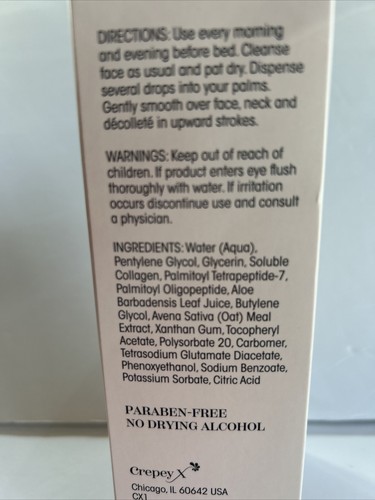 DIRECTIONS: Use every morning
and evening before bed. Cleanse
face as usual and pat dry. Dispense
several drops into your palms.
Gently smooth over face, neck and
décolleté in upward strokes.
WARNINGS: Keep out of reach of
children. If product enters eye flush
thoroughly with water. If irritation
occurs discontinue use and consult
a physician.
INGREDIENTS: Water (Aqua),
Pentylene Glycol, Glycerin, Soluble
Collagen, Palmitoyl Tetrapeptide-7,
Palmitoyl Oligopeptide, Aloe
Barbadensis Leaf Juice, Butylene
Glycol, Avena Sativa (Oat) Meal
Extract, Xanthan Gum, Tocopheryl
Acetate, Polysorbate 20, Carbomer,
Tetrasodium Glutamate Diacetate,
Phenoxyethanol, Sodium Benzoate,
Potassium Sorbate, Citric Acid
PARABEN-FREE
NO DRYING ALCOHOL
Crepey X
Chicago, IL 60642 USA
CX1